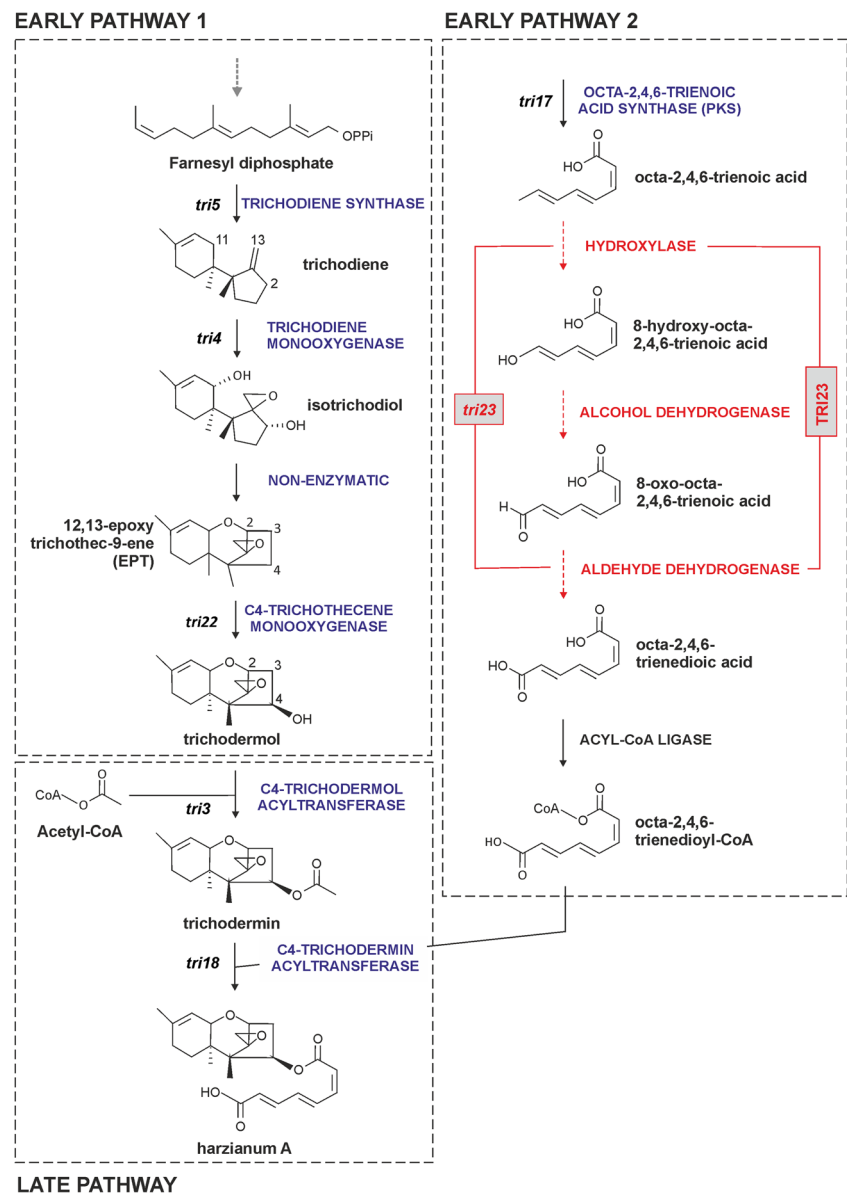 EARLY PATHWAY 1
OPPi
Farnesyl diphosphate
tri5
TRICHODIENE SYNTHASE
11
13
2
trichodiene
tri4
TRICHODIENE
MONOOXYGENASE
OH
O
OH
isotrichodiol
NON-ENZYMATIC
12,13-epoxy
trichothec-9-ene
(EPT)
O
2
3
O
4
tri22
C4-TRICHOTHECENE
MONOOXYGENASE
O
2
3
O
4
OH
trichodermol
EARLY PATHWAY 2
tri17
OCTA-2,4,6-TRIENOIC
ACID SYNTHASE (PKS)
O
HO
octa-2,4,6-trienoic acid
HYDROXYLASE
O
HO
HO
8-hydroxy-octa-
2,4,6-trienoic acid
tri23
TRI23
ALCOHOL DEHYDROGENASE
O
HO
H
O
8-oxo-octa-
2,4,6-trienoic acid
ALDEHYDE DEHYDROGENASE
O
HO
HO
O
octa-2,4,6-
trienedioic acid
ACYL-CoA LIGASE
CoA
O
O
HO
O
octa-2,4,6-
trienedioyl-CoA
CoA
O
O
Acetyl-CoA
tri3
C4-TRICHODERMOL
ACYLTRANSFERASE
O
O
O
O
trichodermin
tri18
C4-TRICHODERMIN
ACYLTRANSFERASE
O
O
O
O
HO
O
harzianum A
LATE PATHWAY